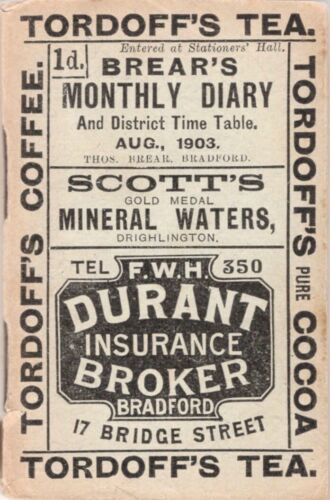 TORDOFF'S TEA.
TORDOFF'S COFFEE.
1d.
Entered at Stationers' Hall.
BREAR'S
MONTHLY DIARY
And District Time Table.
AUG., 1903.
THOS. BREAR, BRADFORD.
SCOTT'S
GOLD MEDAL
MINERAL WATERS,
DRIGHLINGTON.
TEL F.W.H. 350
DURANT
INSURANCE
BROKER
BRADFORD
17 BRIDGE STREET
TORDOFF'S PURE COCOA
TORDOFF'S TEA.